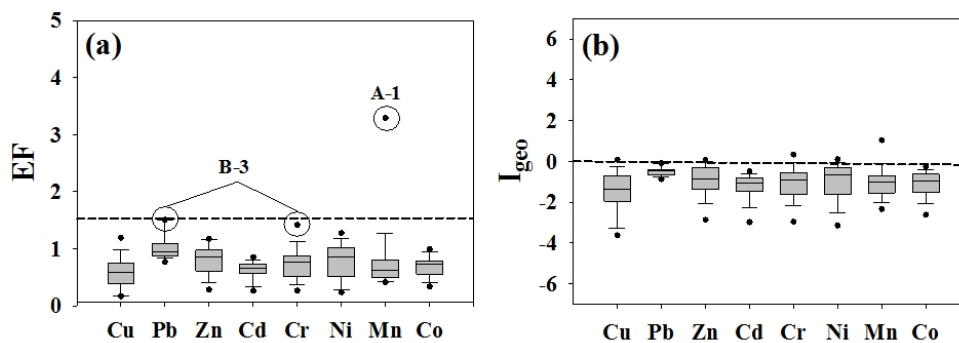 (a)
EF
5
4
3
2
1
0
A-1
B-3
Cu Pb Zn Cd Cr Ni Mn Co
(b)
Igeo
6
4
2
0
-2
-4
-6
Cu Pb Zn Cd Cr Ni Mn Co